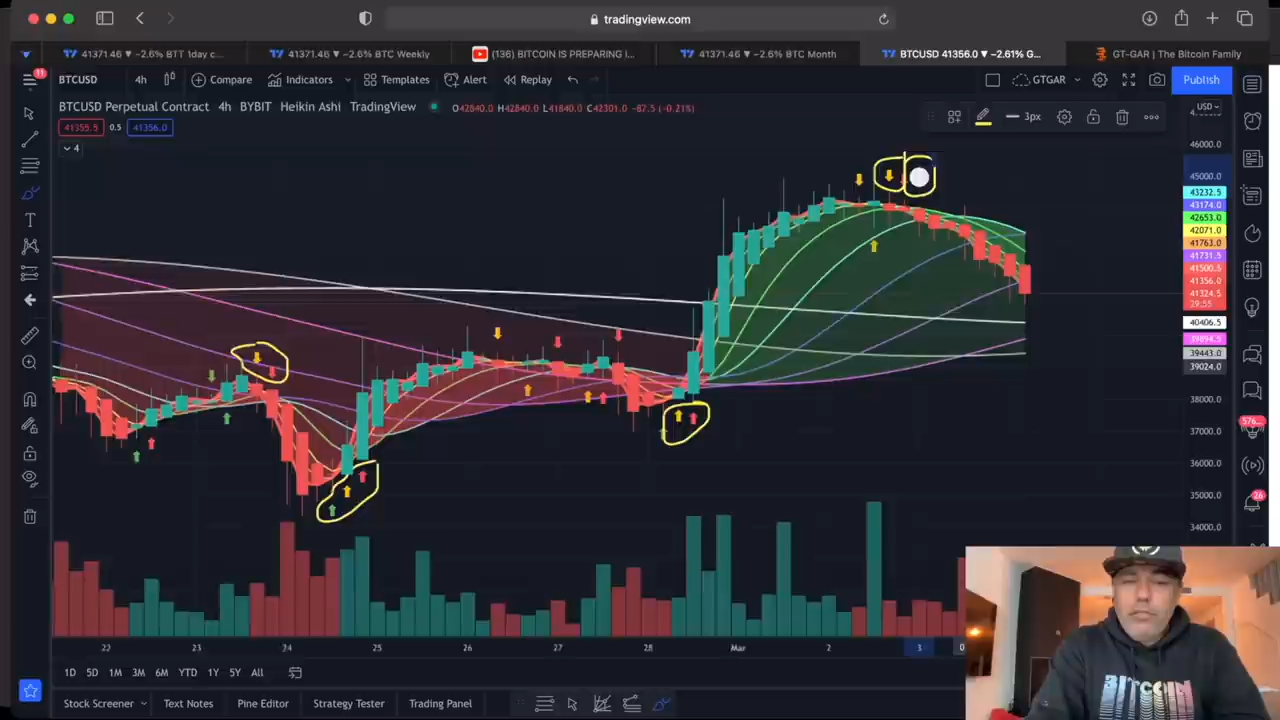 tradingview.com
41371.46 ▼ −2.6% BTT 1day c...
41371.46 ▼ −2.6% BTC Weekly
(136) BITCOIN IS PREPARING I...
41371.46 ▼ −2.6% BTC Month
BTCUSD 41356.0 ▼ −2.61% G...
GT-GAR | The Bitcoin Family
11
BTCUSD
4h
Compare
Indicators
Templates
Alert
Replay
GTGAR
Publish
BTCUSD Perpetual Contract 4h BYBIT Heikin Ashi TradingView
O42840.0 H42840.0 L41840.0 C42301.0 −87.5 (−0.21%)
USD
3px
41355.5 0.5 41356.0
4
46000.0
45000.0
43232.5
43174.0
42653.0
42071.0
41763.0
41731.5
41500.5
41356.0
41324.5
29:55
40406.5
39894.5
39443.0
39024.0
38000.0
37000.0
36000.0
35000.0
34000.0
576...
26
22 23 24 25 26 27 28 Mar 2 3
1D 5D 1M 3M 6M YTD 1Y 5Y All
Stock Screener Text Notes Pine Editor Strategy Tester Trading Panel
BITCOIN